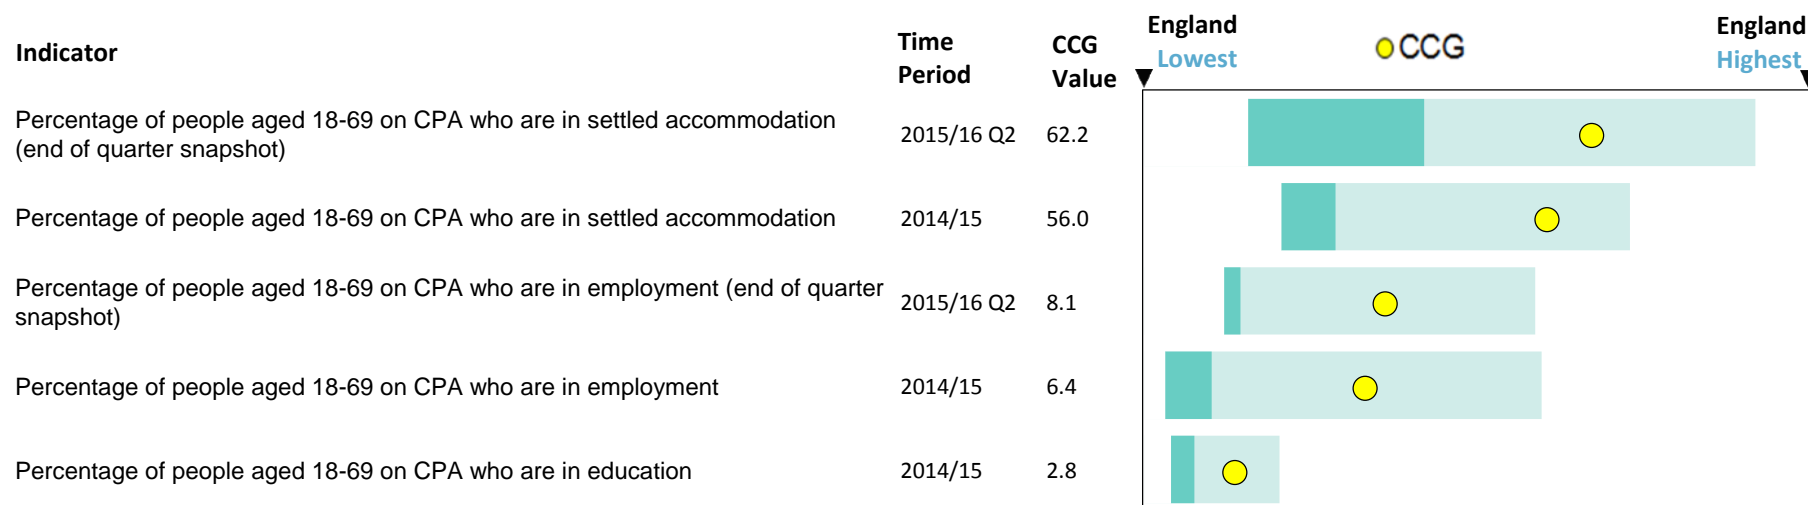 Indicator
Time
Period
CCG
Value
England
Lowest
CCG
England
Highest
Percentage of people aged 18-69 on CPA who are in settled accommodation
(end of quarter snapshot)
2015/16 Q2
62.2
Percentage of people aged 18-69 on CPA who are in settled accommodation
2014/15
56.0
Percentage of people aged 18-69 on CPA who are in employment (end of quarter
snapshot)
2015/16 Q2
8.1
Percentage of people aged 18-69 on CPA who are in employment
2014/15
6.4
Percentage of people aged 18-69 on CPA who are in education
2014/15
2.8